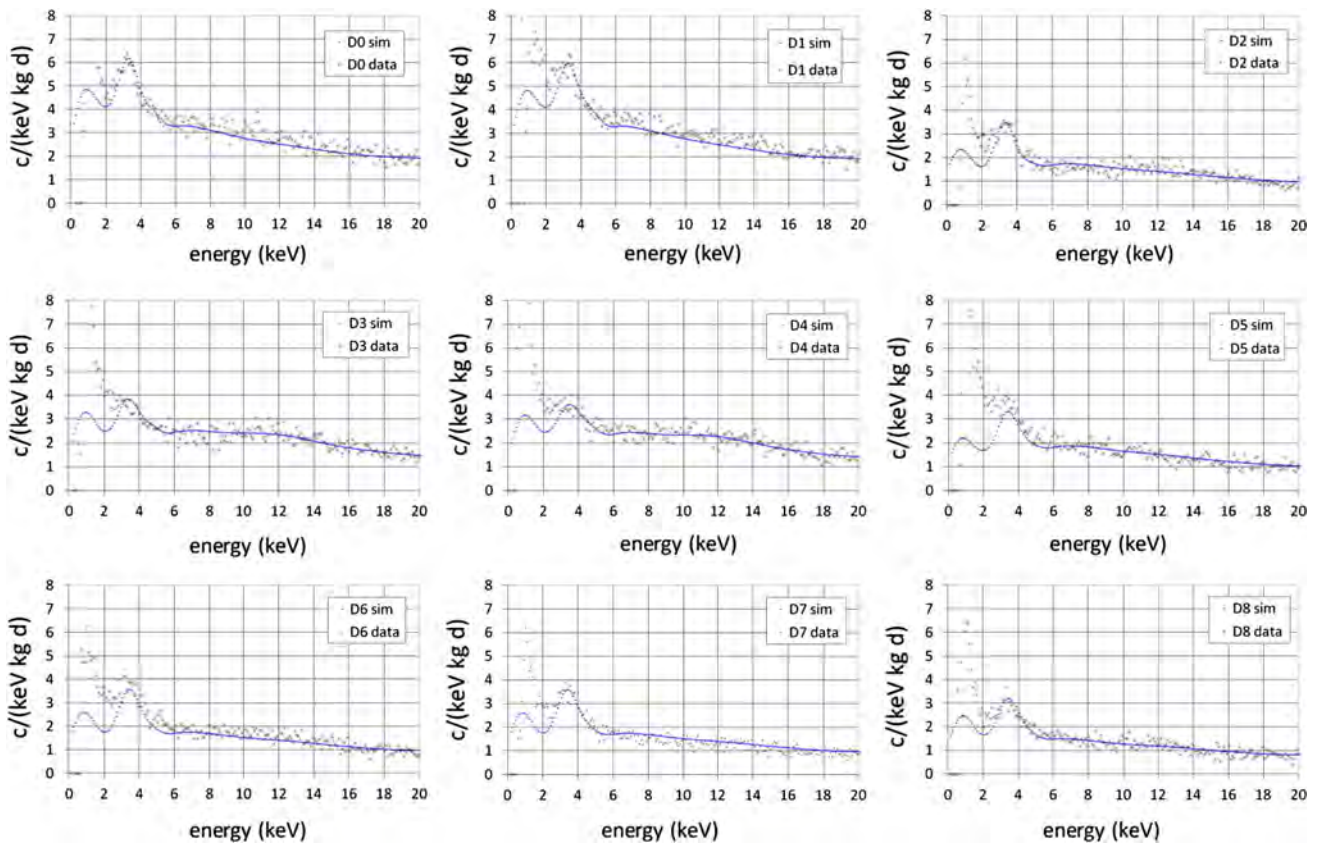 8
7
6
5
4
3
2
1
0
c/(keV kg d)
D0 sim
D0 data
0 2 4 6 8 10 12 14 16 18 20
energy (keV)
8
7
6
5
4
3
2
1
0
c/(keV kg d)
D1 sim
D1 data
0 2 4 6 8 10 12 14 16 18 20
energy (keV)
8
7
6
5
4
3
2
1
0
c/(keV kg d)
D2 sim
D2 data
0 2 4 6 8 10 12 14 16 18 20
energy (keV)
8
7
6
5
4
3
2
1
0
c/(keV kg d)
D3 sim
D3 data
0 2 4 6 8 10 12 14 16 18 20
energy (keV)
8
7
6
5
4
3
2
1
0
c/(keV kg d)
D4 sim
D4 data
0 2 4 6 8 10 12 14 16 18 20
energy (keV)
8
7
6
5
4
3
2
1
0
c/(keV kg d)
D5 sim
D5 data
0 2 4 6 8 10 12 14 16 18 20
energy (keV)
8
7
6
5
4
3
2
1
0
c/(keV kg d)
D6 sim
D6 data
0 2 4 6 8 10 12 14 16 18 20
energy (keV)
8
7
6
5
4
3
2
1
0
c/(keV kg d)
D7 sim
D7 data
0 2 4 6 8 10 12 14 16 18 20
energy (keV)
8
7
6
5
4
3
2
1
0
c/(keV kg d)
D8 sim
D8 data
0 2 4 6 8 10 12 14 16 18 20
energy (keV)